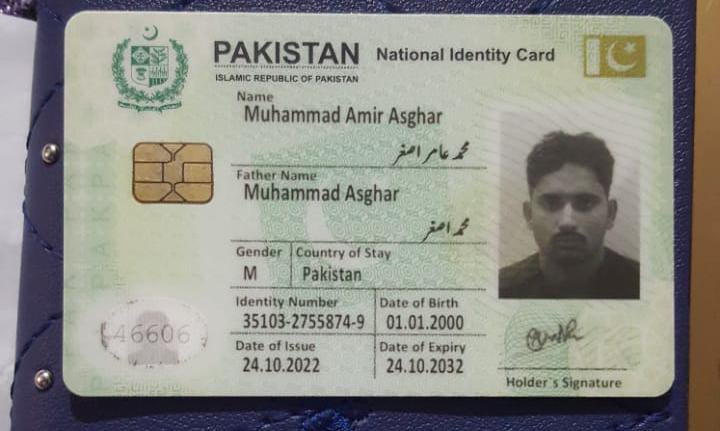 PAKISTAN National Identity Card
ISLAMIC REPUBLIC OF PAKISTAN
Name
Muhammad Amir Asghar
محمد عامر اصغر
Father Name
Muhammad Asghar
محمد اصغر
Gender Country of Stay
M Pakistan
Identity Number Date of Birth
35103-2755874-9 01.01.2000
Date of Issue Date of Expiry
24.10.2022 24.10.2032
46606
Holder's Signature